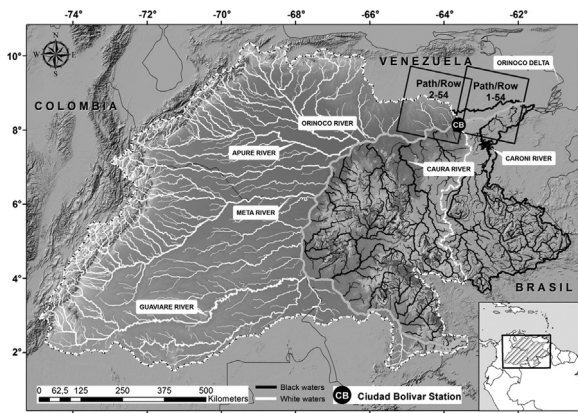 -74° -72° -70° -68° -66° -64° -62°
10°
8°
6°
4°
2°
N
W E
S
VENEZUELA
ORINOCO DELTA
COLOMBIA
Path/Row
2-54
Path/Row
1-54
ORINOCO RIVER
CB
APURE RIVER
CAURA RIVER
CARONI RIVER
META RIVER
BRASIL
GUAVIARE RIVER
0 62,5 125 250 375 500
Kilometers
Black waters
White waters
CB Ciudad Bolivar Station